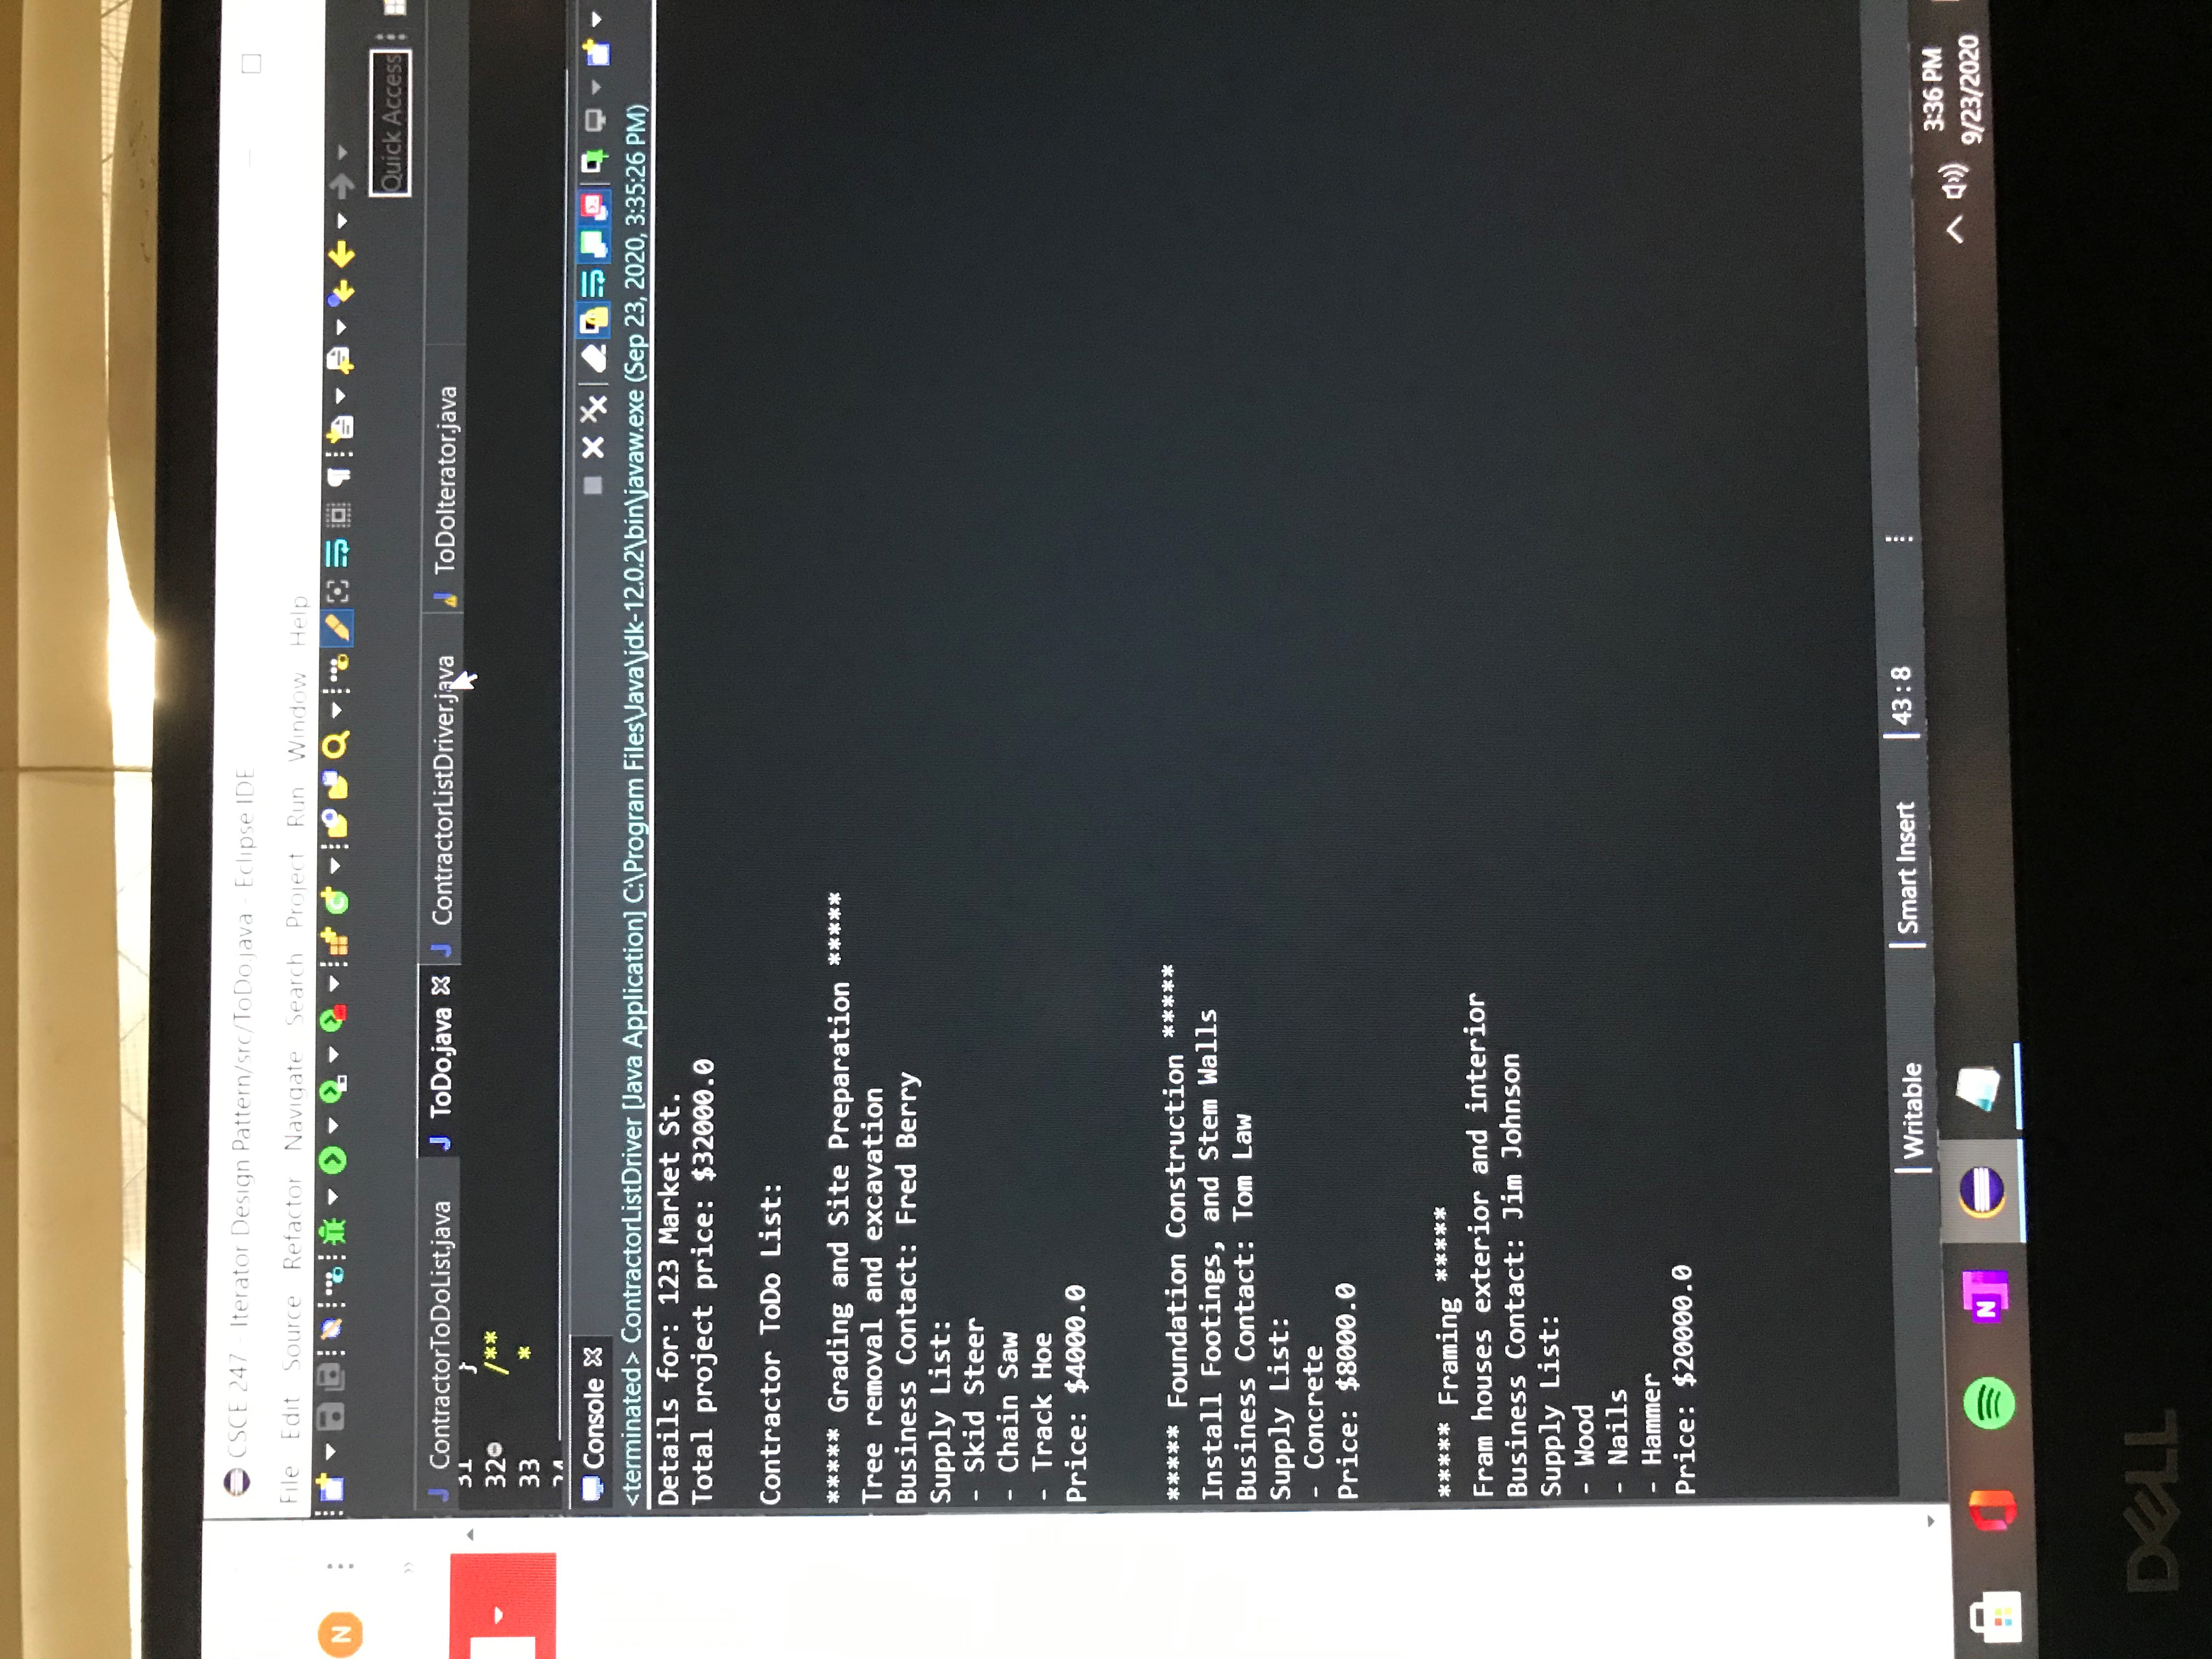 CSCE 247 - Iterator Design Pattern/src/ToDo.java - Eclipse IDE
File Edit Source Refactor Navigate Search Project Run Window Help
N
Quick Access
ContractorToDoList.java ToDo.java ContractorListDriver.java ToDoIterator.java
31 }
32 /**
33 *
34
Console
<terminated> ContractorListDriver [Java Application] C:\Program Files\Java\jdk-12.0.2\bin\javaw.exe (Sep 23, 2020, 3:35:26 PM)
Details for: 123 Market St.
Total project price: $32000.0
Contractor ToDo List:
***** Grading and Site Preparation *****
Tree removal and excavation
Business Contact: Fred Berry
Supply List:
- Skid Steer
- Chain Saw
- Track Hoe
Price: $4000.0
***** Foundation Construction *****
Install Footings, and Stem Walls
Business Contact: Tom Law
Supply List:
- Concrete
Price: $8000.0
***** Framing *****
Fram houses exterior and interior
Business Contact: Jim Johnson
Supply List:
- Wood
- Nails
- Hammer
Price: $20000.0
Writable Smart Insert 43 : 8
N
3:36 PM
9/23/2020
DELL